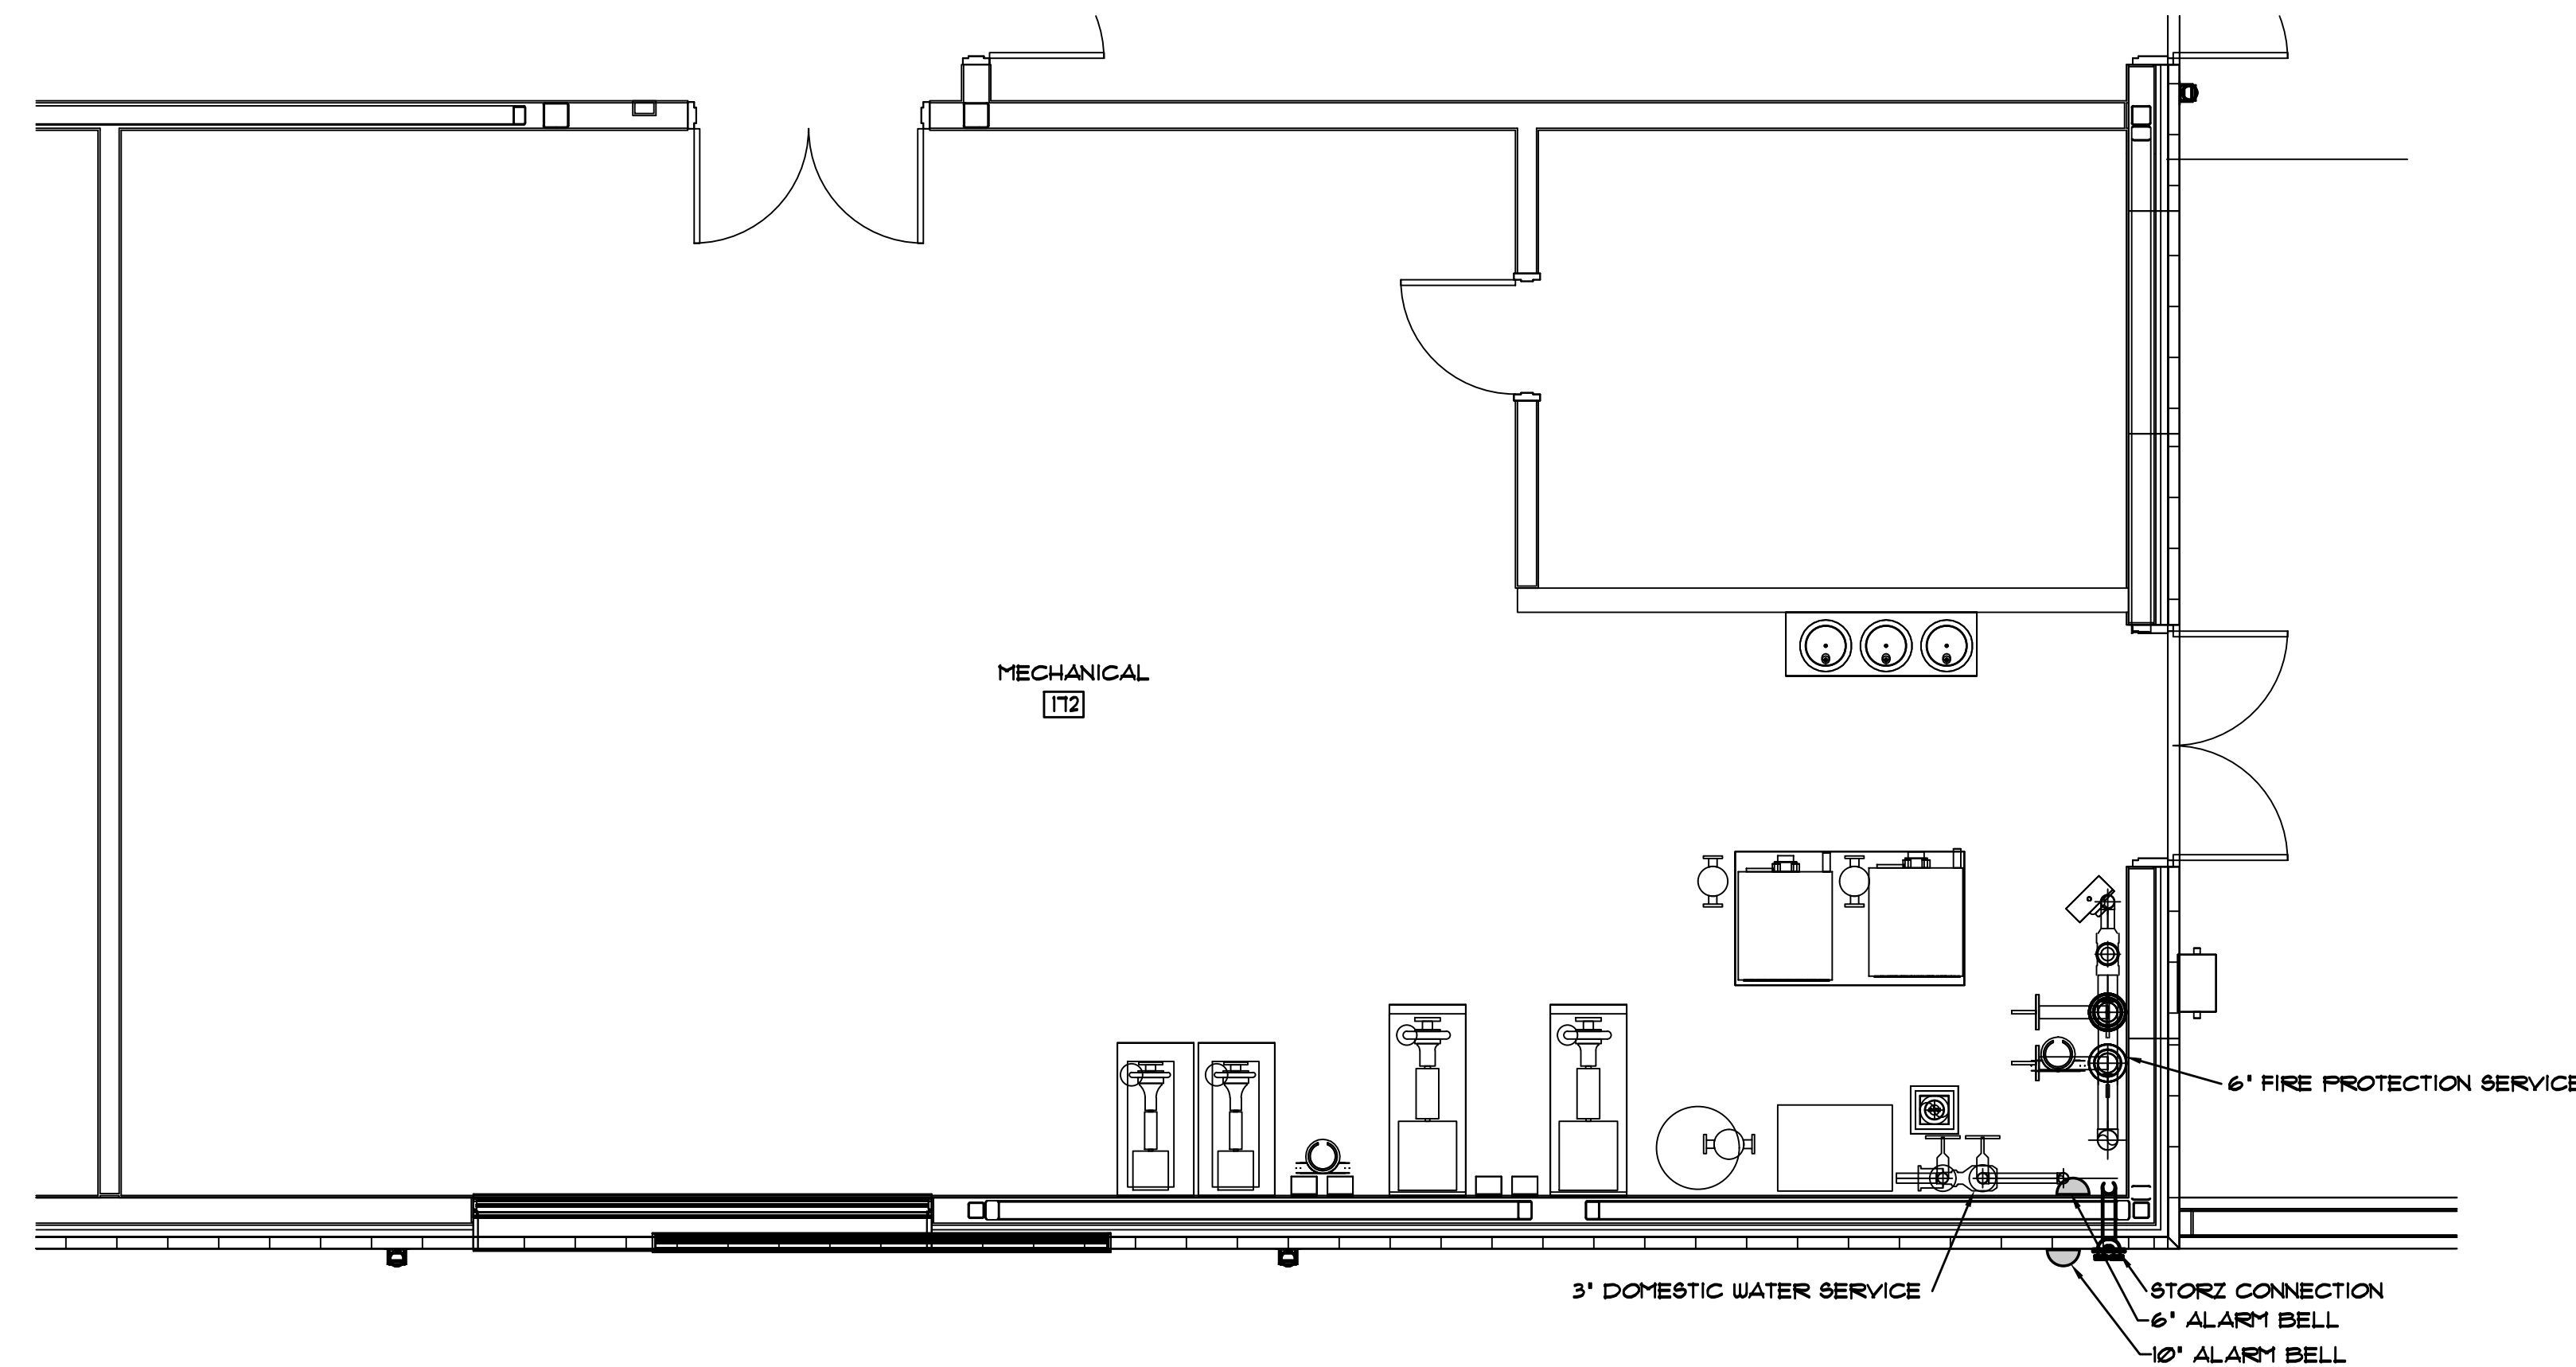 MECHANICAL
172
6" FIRE PROTECTION SERVICE
3" DOMESTIC WATER SERVICE
STORZ CONNECTION
6" ALARM BELL
10" ALARM BELL